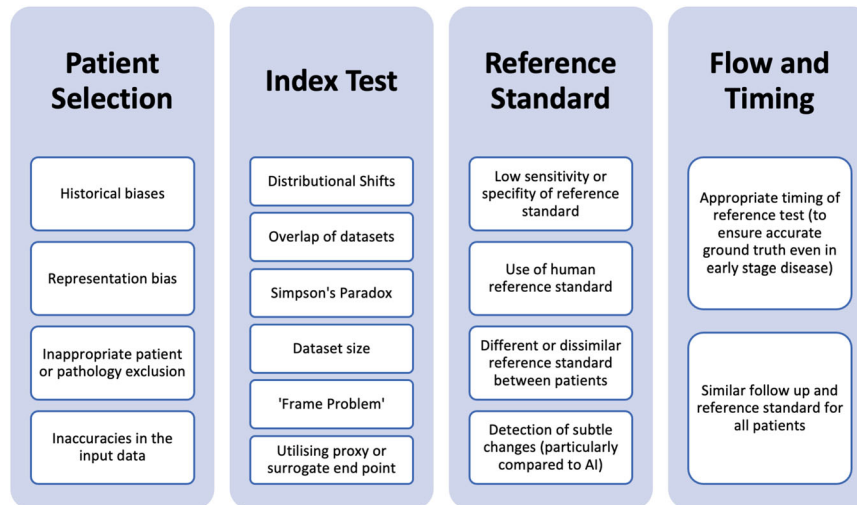 Patient
Selection
Historical biases
Representation bias
Inappropriate patient
or pathology exclusion
Inaccuracies in the
input data
Index Test
Distributional Shifts
Overlap of datasets
Simpson's Paradox
Dataset size
'Frame Problem'
Utilising proxy or
surrogate end point
Reference
Standard
Low sensitivity or
specifity of reference
standard
Use of human
reference standard
Different or dissimilar
reference standard
between patients
Detection of subtle
changes (particularly
compared to AI)
Flow and
Timing
Appropriate timing of
reference test (to
ensure accurate
ground truth even in
early stage disease)
Similar follow up and
reference standard for
all patients